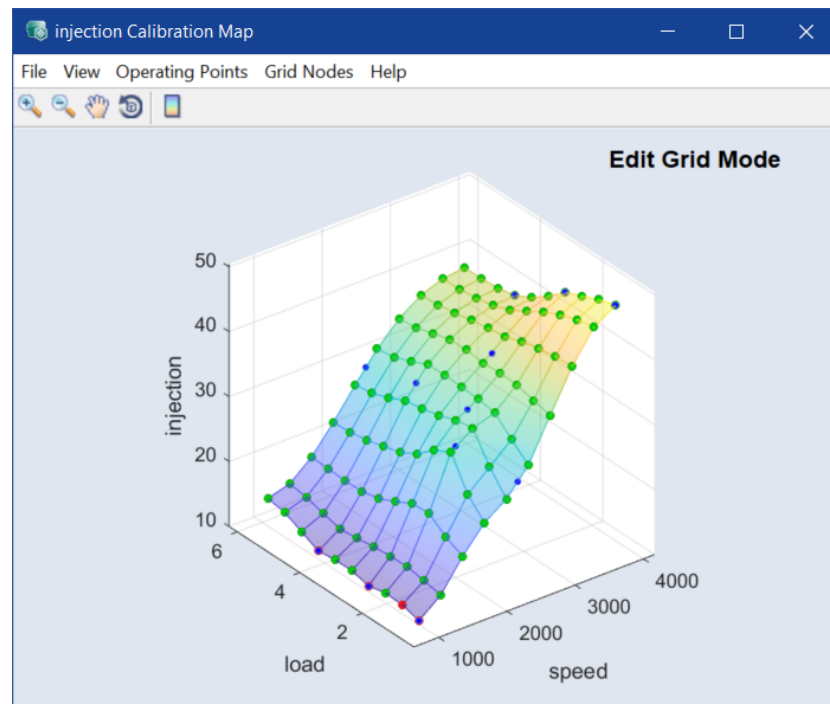 injection Calibration Map
File View Operating Points Grid Nodes Help
Edit Grid Mode
50
40
30
20
10
injection
6
4
2
load
1000
2000
3000
4000
speed